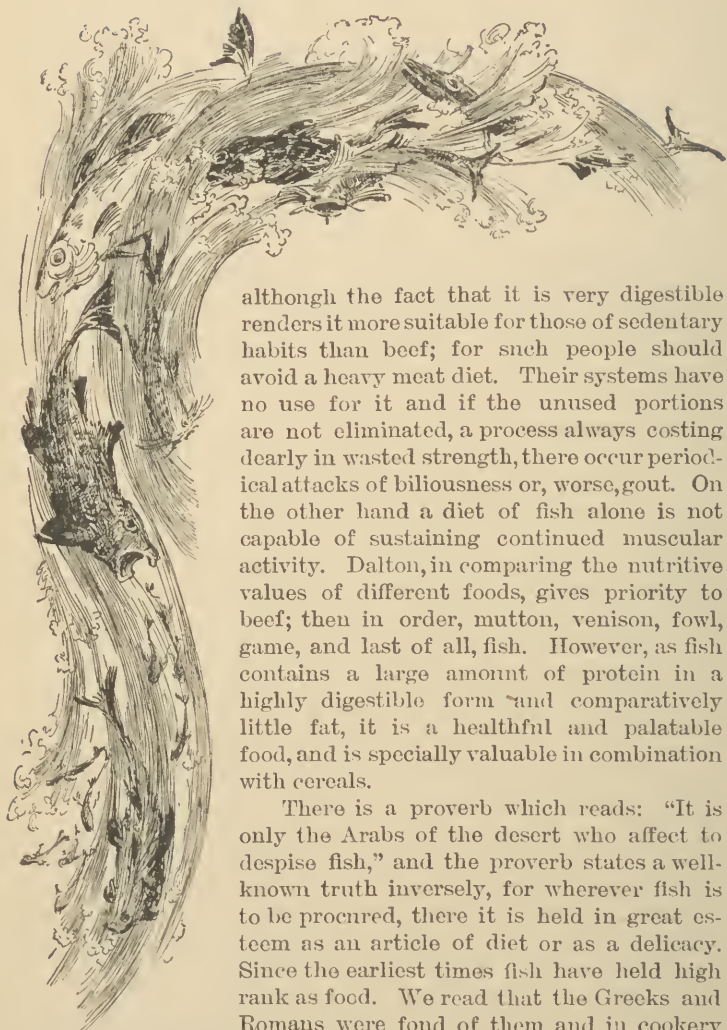 although the fact that it is very digestible
renders it more suitable for those of sedentary
habits than beef; for such people should
avoid a heavy meat diet. Their systems have
no use for it and if the unused portions
are not eliminated, a process always costing
dearly in wasted strength, there occur period-
ical attacks of biliousness or, worse, gout. On
the other hand a diet of fish alone is not
capable of sustaining continued muscular
activity. Dalton, in comparing the nutritive
values of different foods, gives priority to
beef; then in order, mutton, venison, fowl,
game, and last of all, fish. However, as fish
contains a large amount of protein in a
highly digestible form and comparatively
little fat, it is a healthful and palatable
food, and is specially valuable in combination
with cereals.
There is a proverb which reads: “It is
only the Arabs of the desert who affect to
despise fish,” and the proverb states a well-
known truth inversely, for wherever fish is
to be procured, there it is held in great es-
teem as an article of diet or as a delicacy.
Since the earliest times fish have held high
rank as food. We read that the Greeks and
Romans were fond of them and in cookery